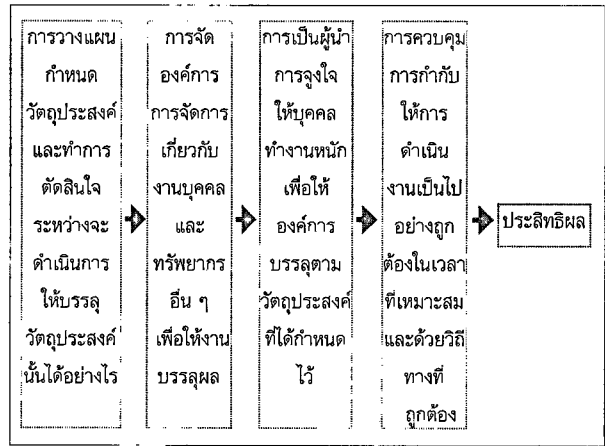 การวางแผน
กำหนด
วัตถุประสงค์
และทำการ
ตัดสินใจ
ระหว่างจะ
ดำเนินการ
ให้บรรลุ
วัตถุประสงค์
นั้นได้อย่างไร
การจัด
องค์การ
การจัดการ
เกี่ยวกับ
งานบุคคล
และ
ทรัพยากร
อื่น ๆ
เพื่อให้งาน
บรรลุผล
การเป็นผู้นำ
การจูงใจ
ให้บุคคล
ทำงานหนัก
เพื่อให้
องค์การ
บรรลุตาม
วัตถุประสงค์
ที่ได้กำหนด
ไว้
การควบคุม
การกำกับ
ให้การ
ดำเนิน
งานเป็นไป
อย่างถูก
ต้องในเวลา
ที่เหมาะสม
และด้วยวิถี
ทางที่
ถูกต้อง
ประสิทธิผล